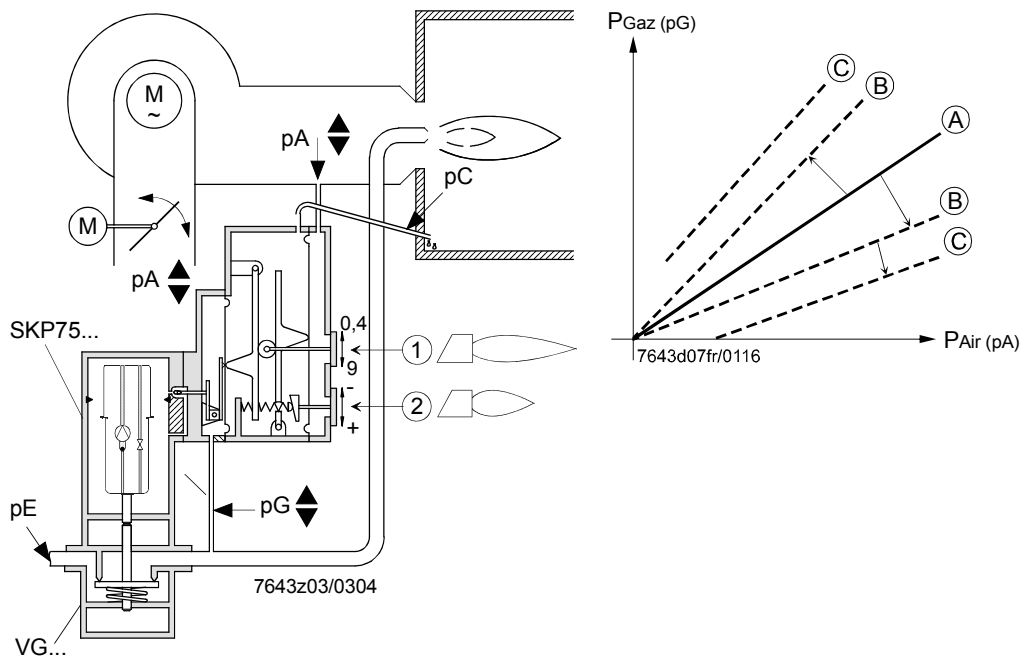 M
~
M
pA
pA
pC
SKP75...
0,4
1
9
-
2
+
pG
pE
7643z03/0304
VG...
PGaz (pG)
C
B
A
B
C
PAir (pA)
7643d07fr/0116